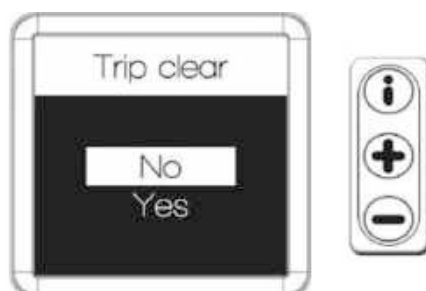 Trip clear
No
Yes
i
+
−